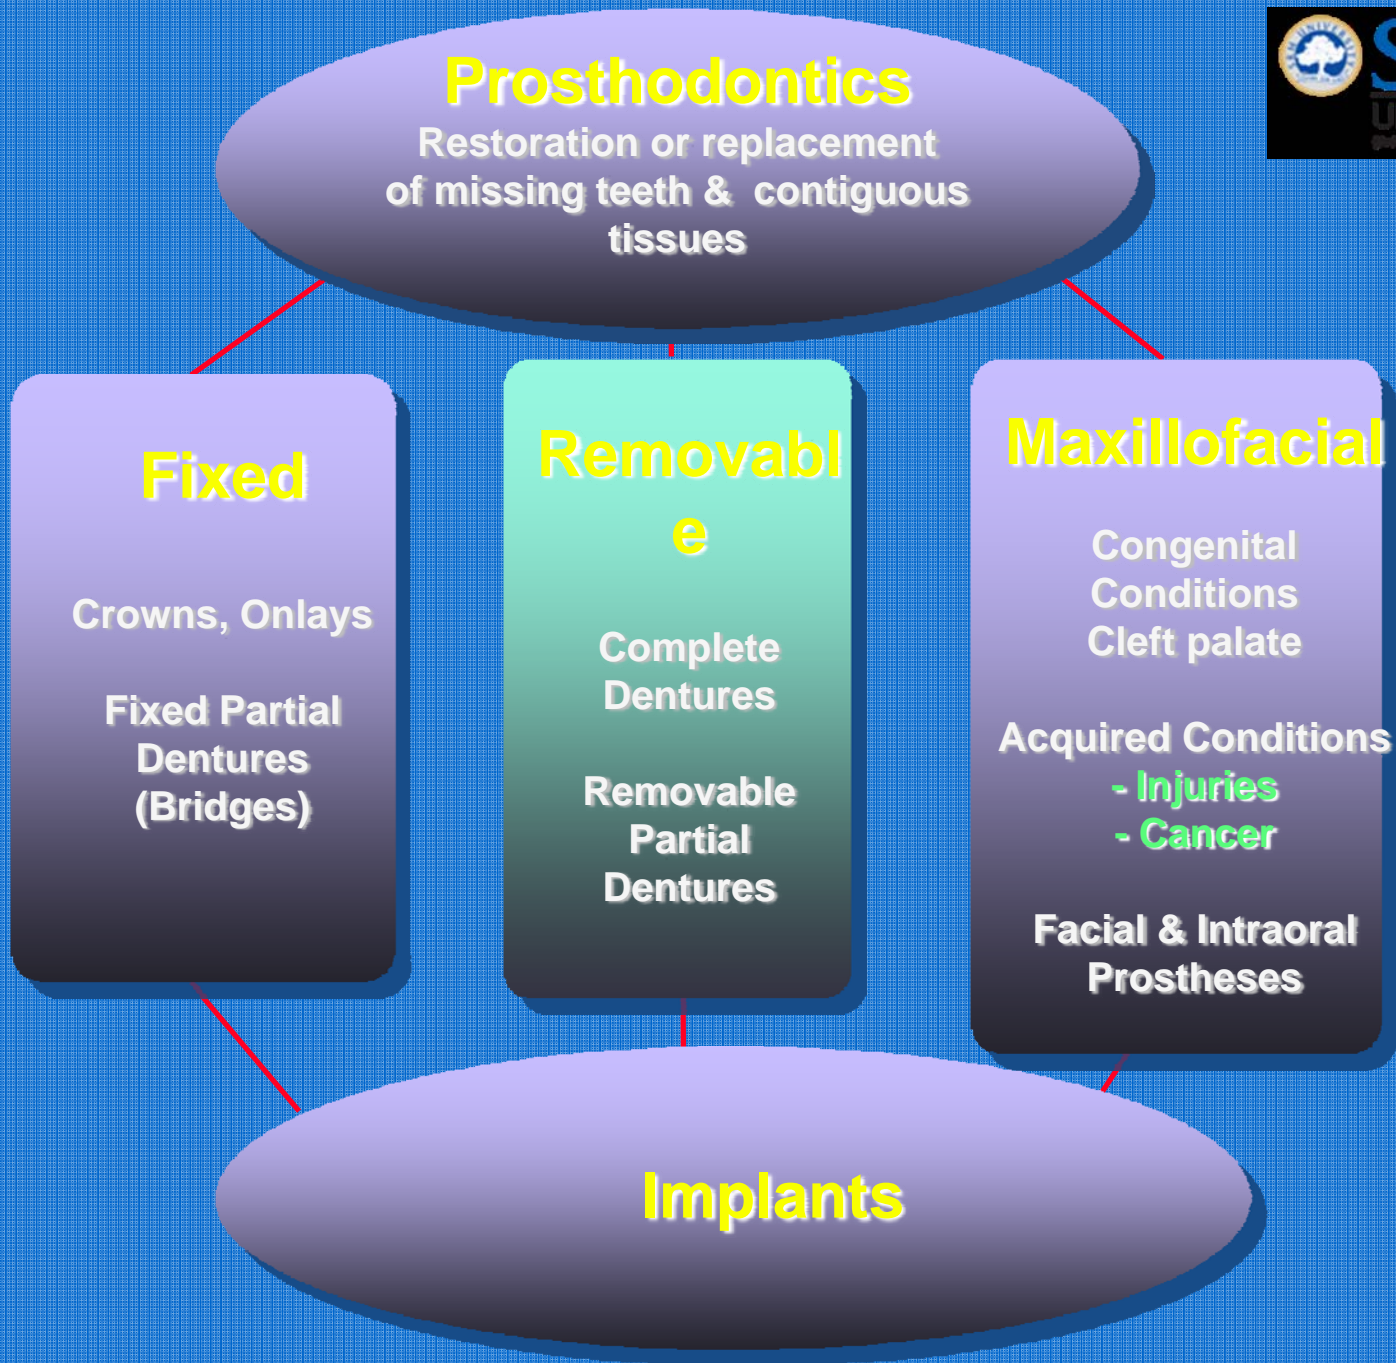 Prosthodontics
Restoration or replacement
of missing teeth & contiguous
tissues
Fixed
Crowns, Onlays
Fixed Partial
Dentures
(Bridges)
Removabl
e
Complete
Dentures
Removable
Partial
Dentures
Maxillofacial
Congenital
Conditions
Cleft palate
Acquired Conditions
- Injuries
- Cancer
Facial & Intraoral
Prostheses
Implants